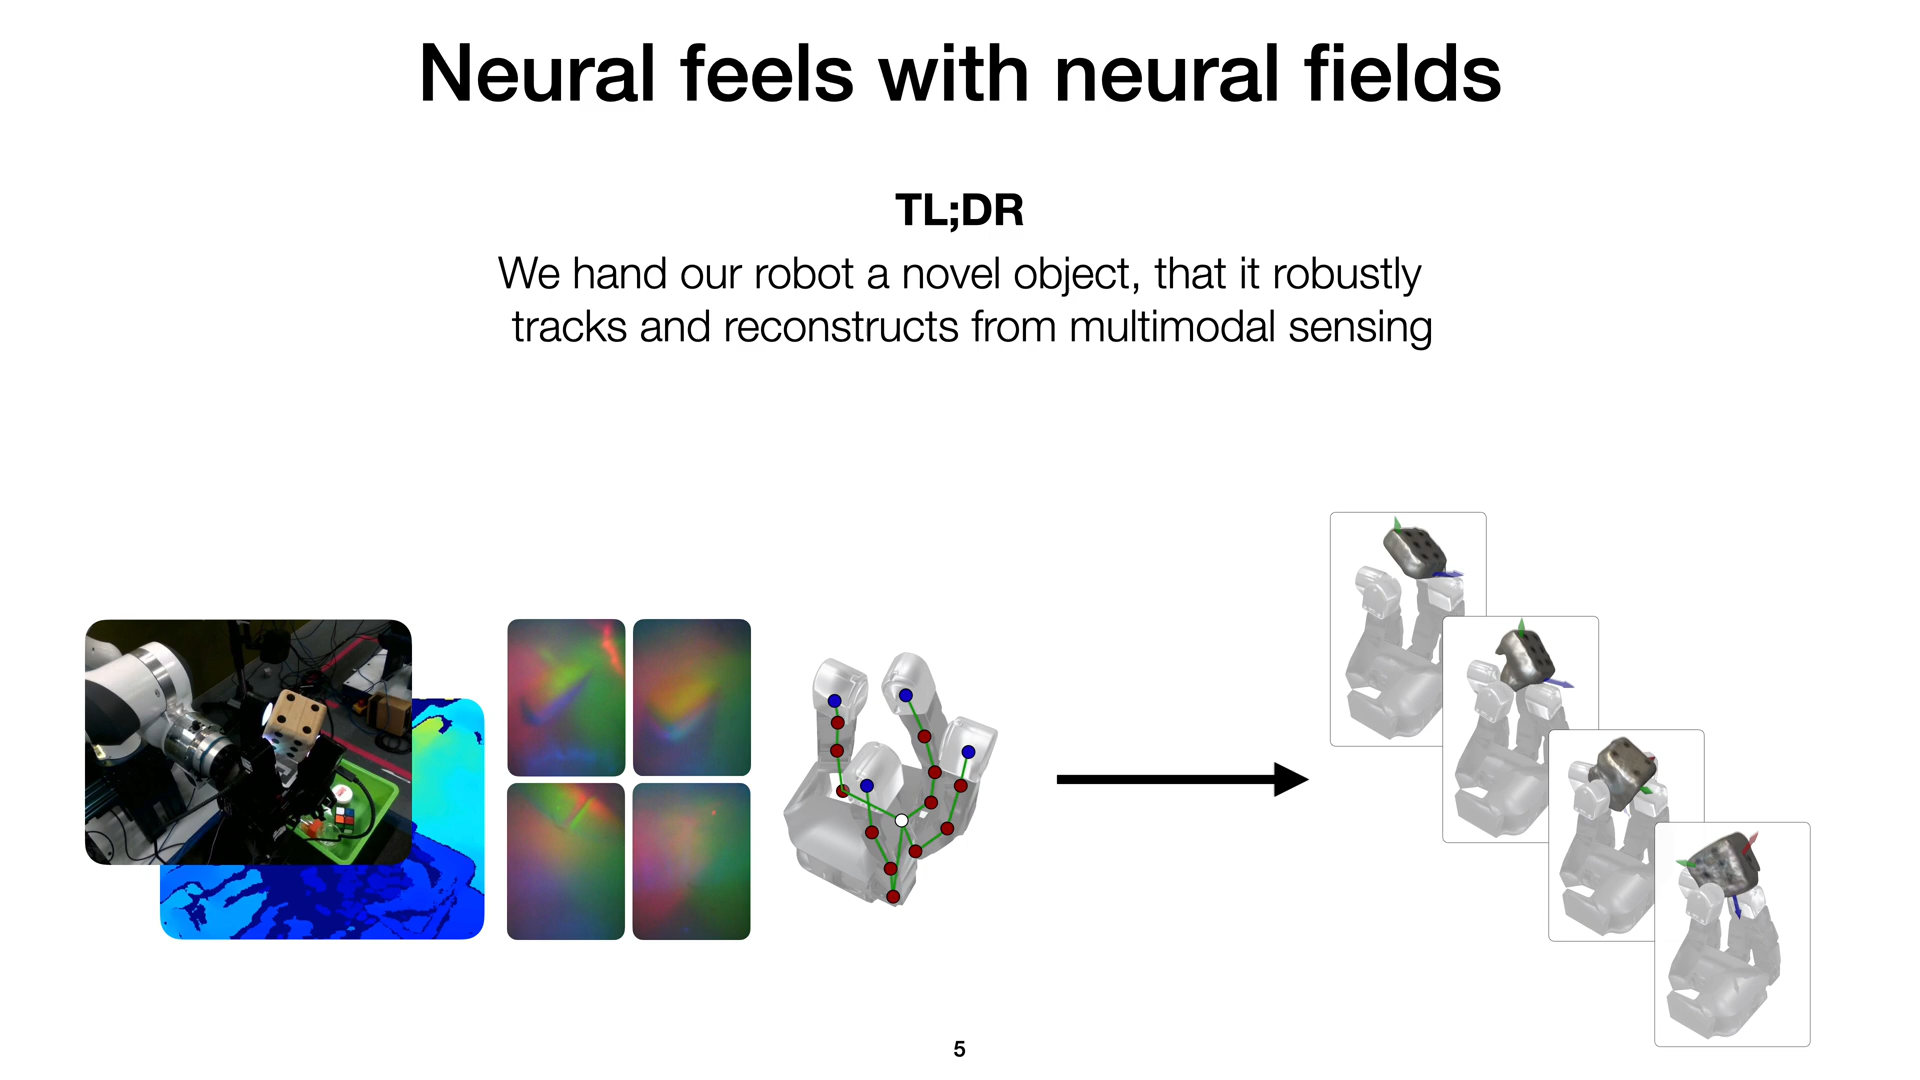 Neural feels with neural fields
TL;DR
We hand our robot a novel object, that it robustly
tracks and reconstructs from multimodal sensing
5